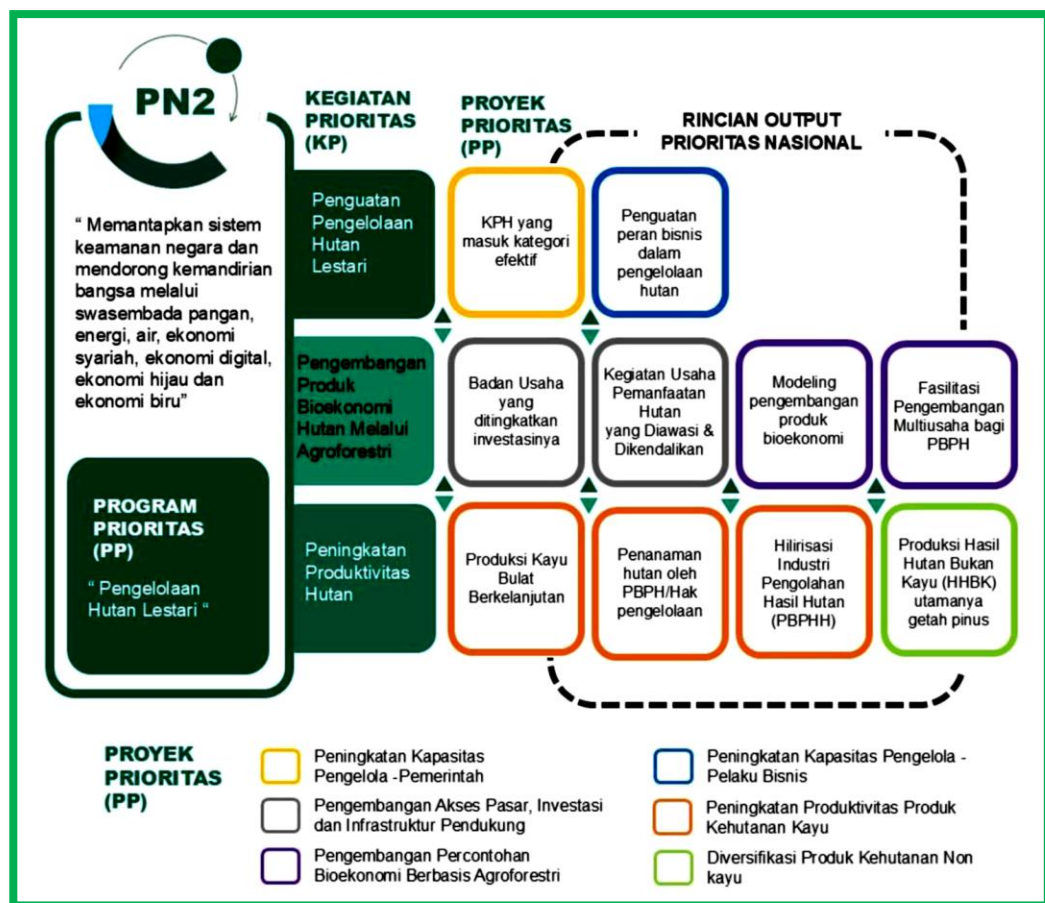 PN2
KEGIATAN
PRIORITAS
(KP)
PROYEK
PRIORITAS
(PP)
RINCIAN OUTPUT
PRIORITAS NASIONAL
“ Memantapkan sistem
keamanan negara dan
mendorong kemandirian
bangsa melalui
swasembada pangan,
energi, air, ekonomi
syariah, ekonomi digital,
ekonomi hijau dan
ekonomi biru”
PROGRAM
PRIORITAS
(PP)
“ Pengelolaan
Hutan Lestari “
Penguatan
Pengelolaan
Hutan
Lestari
KPH yang
masuk kategori
efektif
Penguatan
peran bisnis
dalam
pengelolaan
hutan
Pengembangan
Produk
Bioekonomi
Hutan Melalui
Agroforestri
Badan Usaha
yang
ditingkatkan
investasinya
Kegiatan Usaha
Pemanfaatan
Hutan
yang Diawasi &
Dikendalikan
Modeling
pengembangan
produk
bioekonomi
Fasilitasi
Pengembangan
Multiusaha bagi
PBPH
Peningkatan
Produktivitas
Hutan
Produksi Kayu
Bulat
Berkelanjutan
Penanaman
hutan oleh
PBPH/Hak
pengelolaan
Hilirisasi
Industri
Pengolahan
Hasil Hutan
(PBPHH)
Produksi Hasil
Hutan Bukan
Kayu (HHBK)
utamanya
getah pinus
PROYEK
PRIORITAS
(PP)
Peningkatan Kapasitas
Pengelola -Pemerintah
Pengembangan Akses Pasar, Investasi
dan Infrastruktur Pendukung
Pengembangan Percontohan
Bioekonomi Berbasis Agroforestri
Peningkatan Kapasitas Pengelola -
Pelaku Bisnis
Peningkatan Produktivitas Produk
Kehutanan Kayu
Diversifikasi Produk Kehutanan Non
kayu